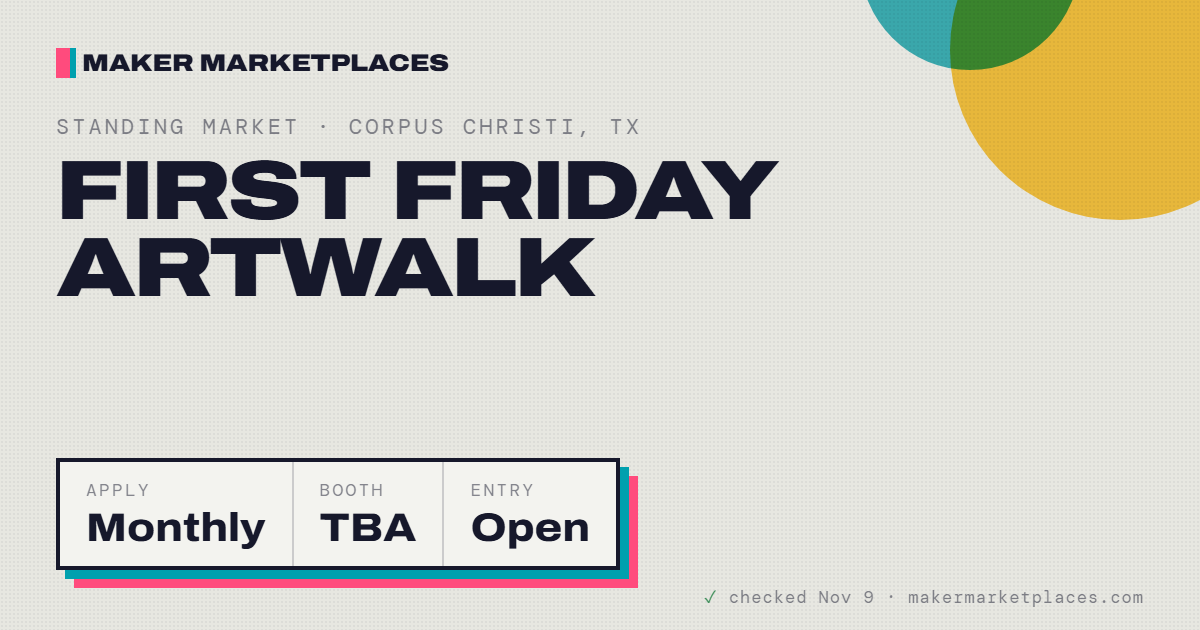 MAKER MARKETPLACES
STANDING MARKET · CORPUS CHRISTI, TX
FIRST FRIDAY
ARTWALK
APPLY
Monthly
BOOTH
TBA
ENTRY
Open
✓ checked Nov 9 · makermarketplaces.com